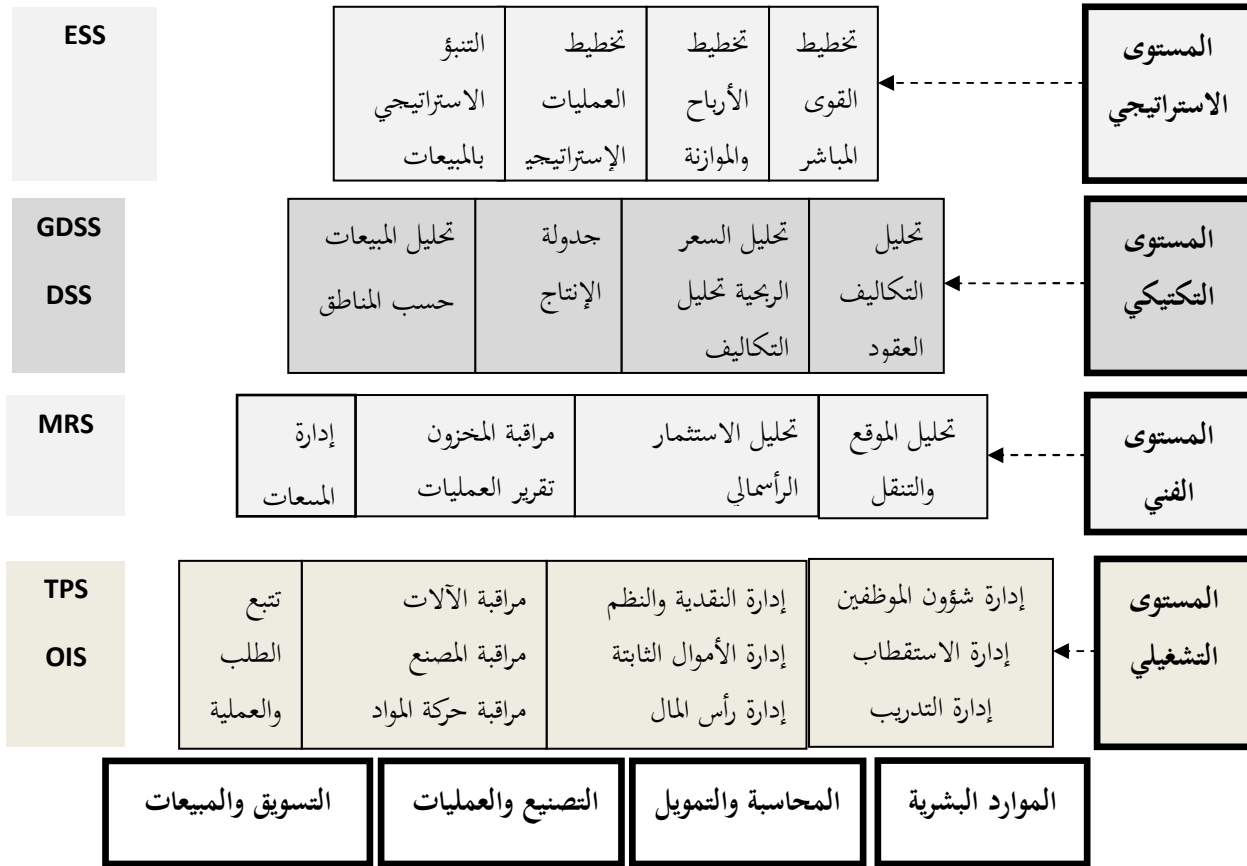 المستوى
الاستراتيجي
تخطيط
القوى
المباشر
تخطيط
الأرباح
والموازنة
تخطيط
العمليات
الإستراتيجي
التنبؤ
الاستراتيجي
بالمبيعات
ESS
المستوى
التكتيكي
تحليل
التكاليف
العقود
تحليل السعر
الربحية تحليل
التكاليف
جدولة
الإنتاج
تحليل المبيعات
حسب المناطق
GDSS
DSS
المستوى
الفني
تحليل الموقع
والتنقل
تحليل الاستثمار
الرأسمالي
مراقبة المخزون
تقرير العمليات
إدارة
المبيعات
MRS
المستوى
التشغيلي
إدارة شؤون الموظفين
إدارة الاستقطاب
إدارة التدريب
إدارة النقدية والنظم
إدارة الأموال الثابتة
إدارة رأس المال
مراقبة الآلات
مراقبة المصنع
مراقبة حركة المواد
تتبع
الطلب
والعملية
TPS
OIS
الموارد البشرية
المحاسبة والتمويل
التصنيع والعمليات
التسويق والمبيعات